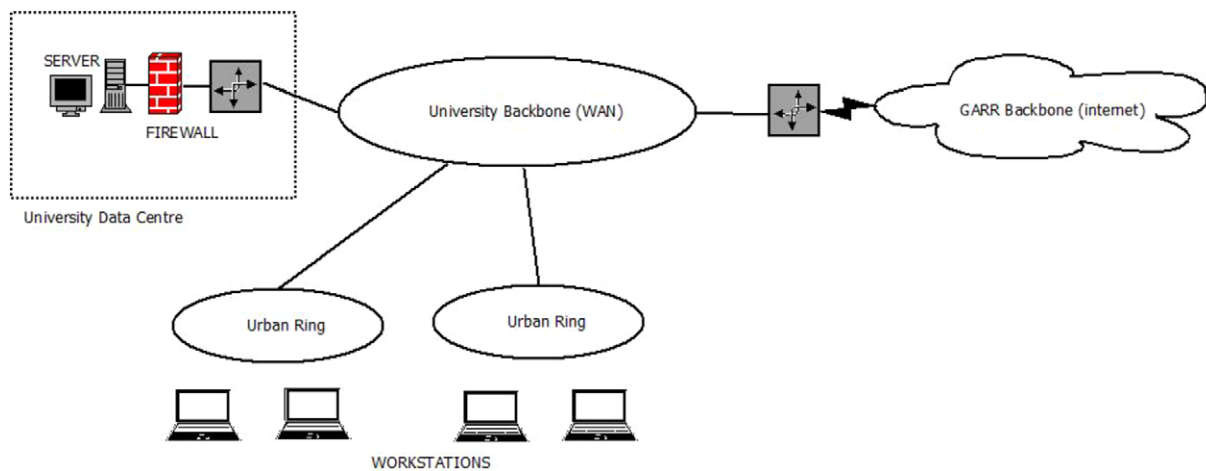 SERVER
FIREWALL
University Data Centre
University Backbone (WAN)
GARR Backbone (internet)
Urban Ring
Urban Ring
WORKSTATIONS